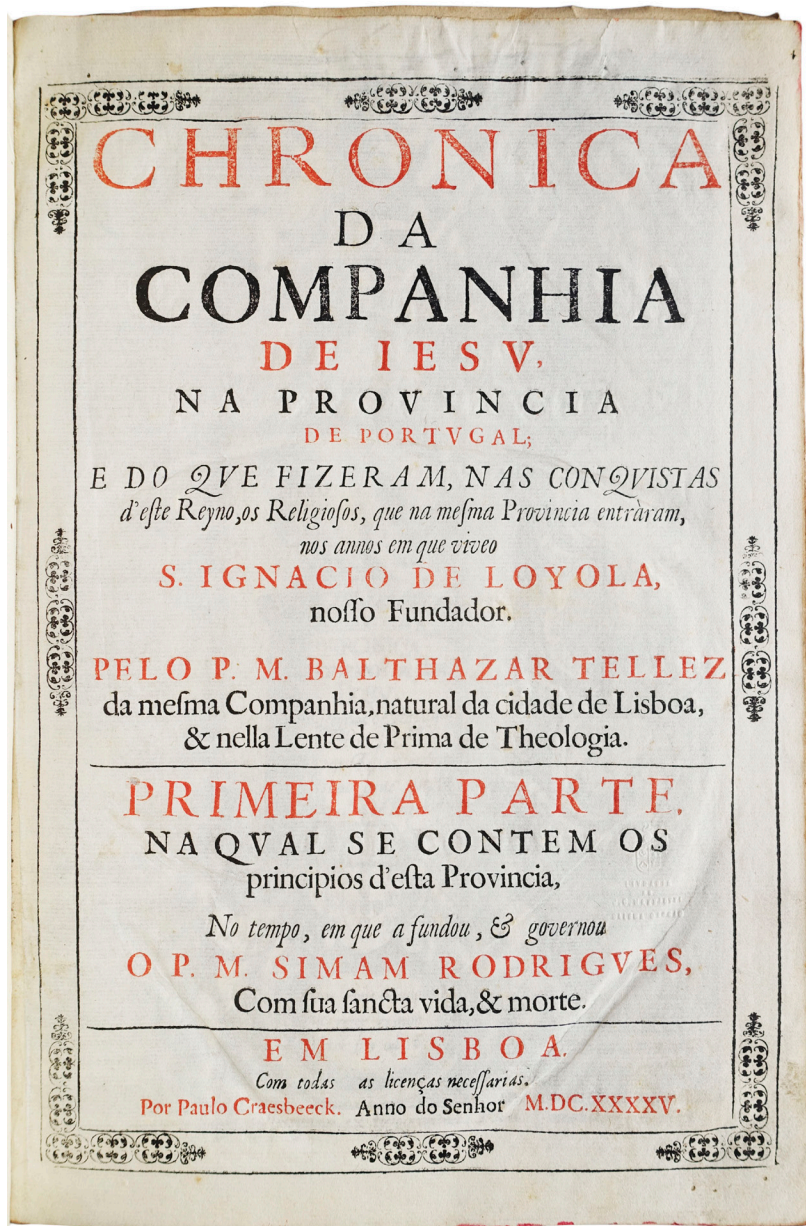 CHRONICA
DA
COMPANHIA
DE IESV,
NA PROVINCIA
DE PORTVGAL;
E DO QVE FIZERAM, NAS CONQVISTAS
d'eſte Reyno, os Religioſos, que na meſma Provincia entràram,
nos annos em que viveo
S. IGNACIO DE LOYOLA,
noſſo Fundador.
PELO P. M. BALTHAZAR TELLEZ
da meſma Companhia, natural da cidade de Lisboa,
& nella Lente de Prima de Theologia.
PRIMEIRA PARTE,
NA QVAL SE CONTEM OS
principios d'eſta Provincia,
No tempo, em que a fundou, & governou
O P. M. SIMAM RODRIGVES,
Com ſua ſancta vida, & morte.
EM LISBOA.
Com todas as licenças neceſſarias.
Por Paulo Craesbeeck. Anno do Senhor M.DC.XXXXV.